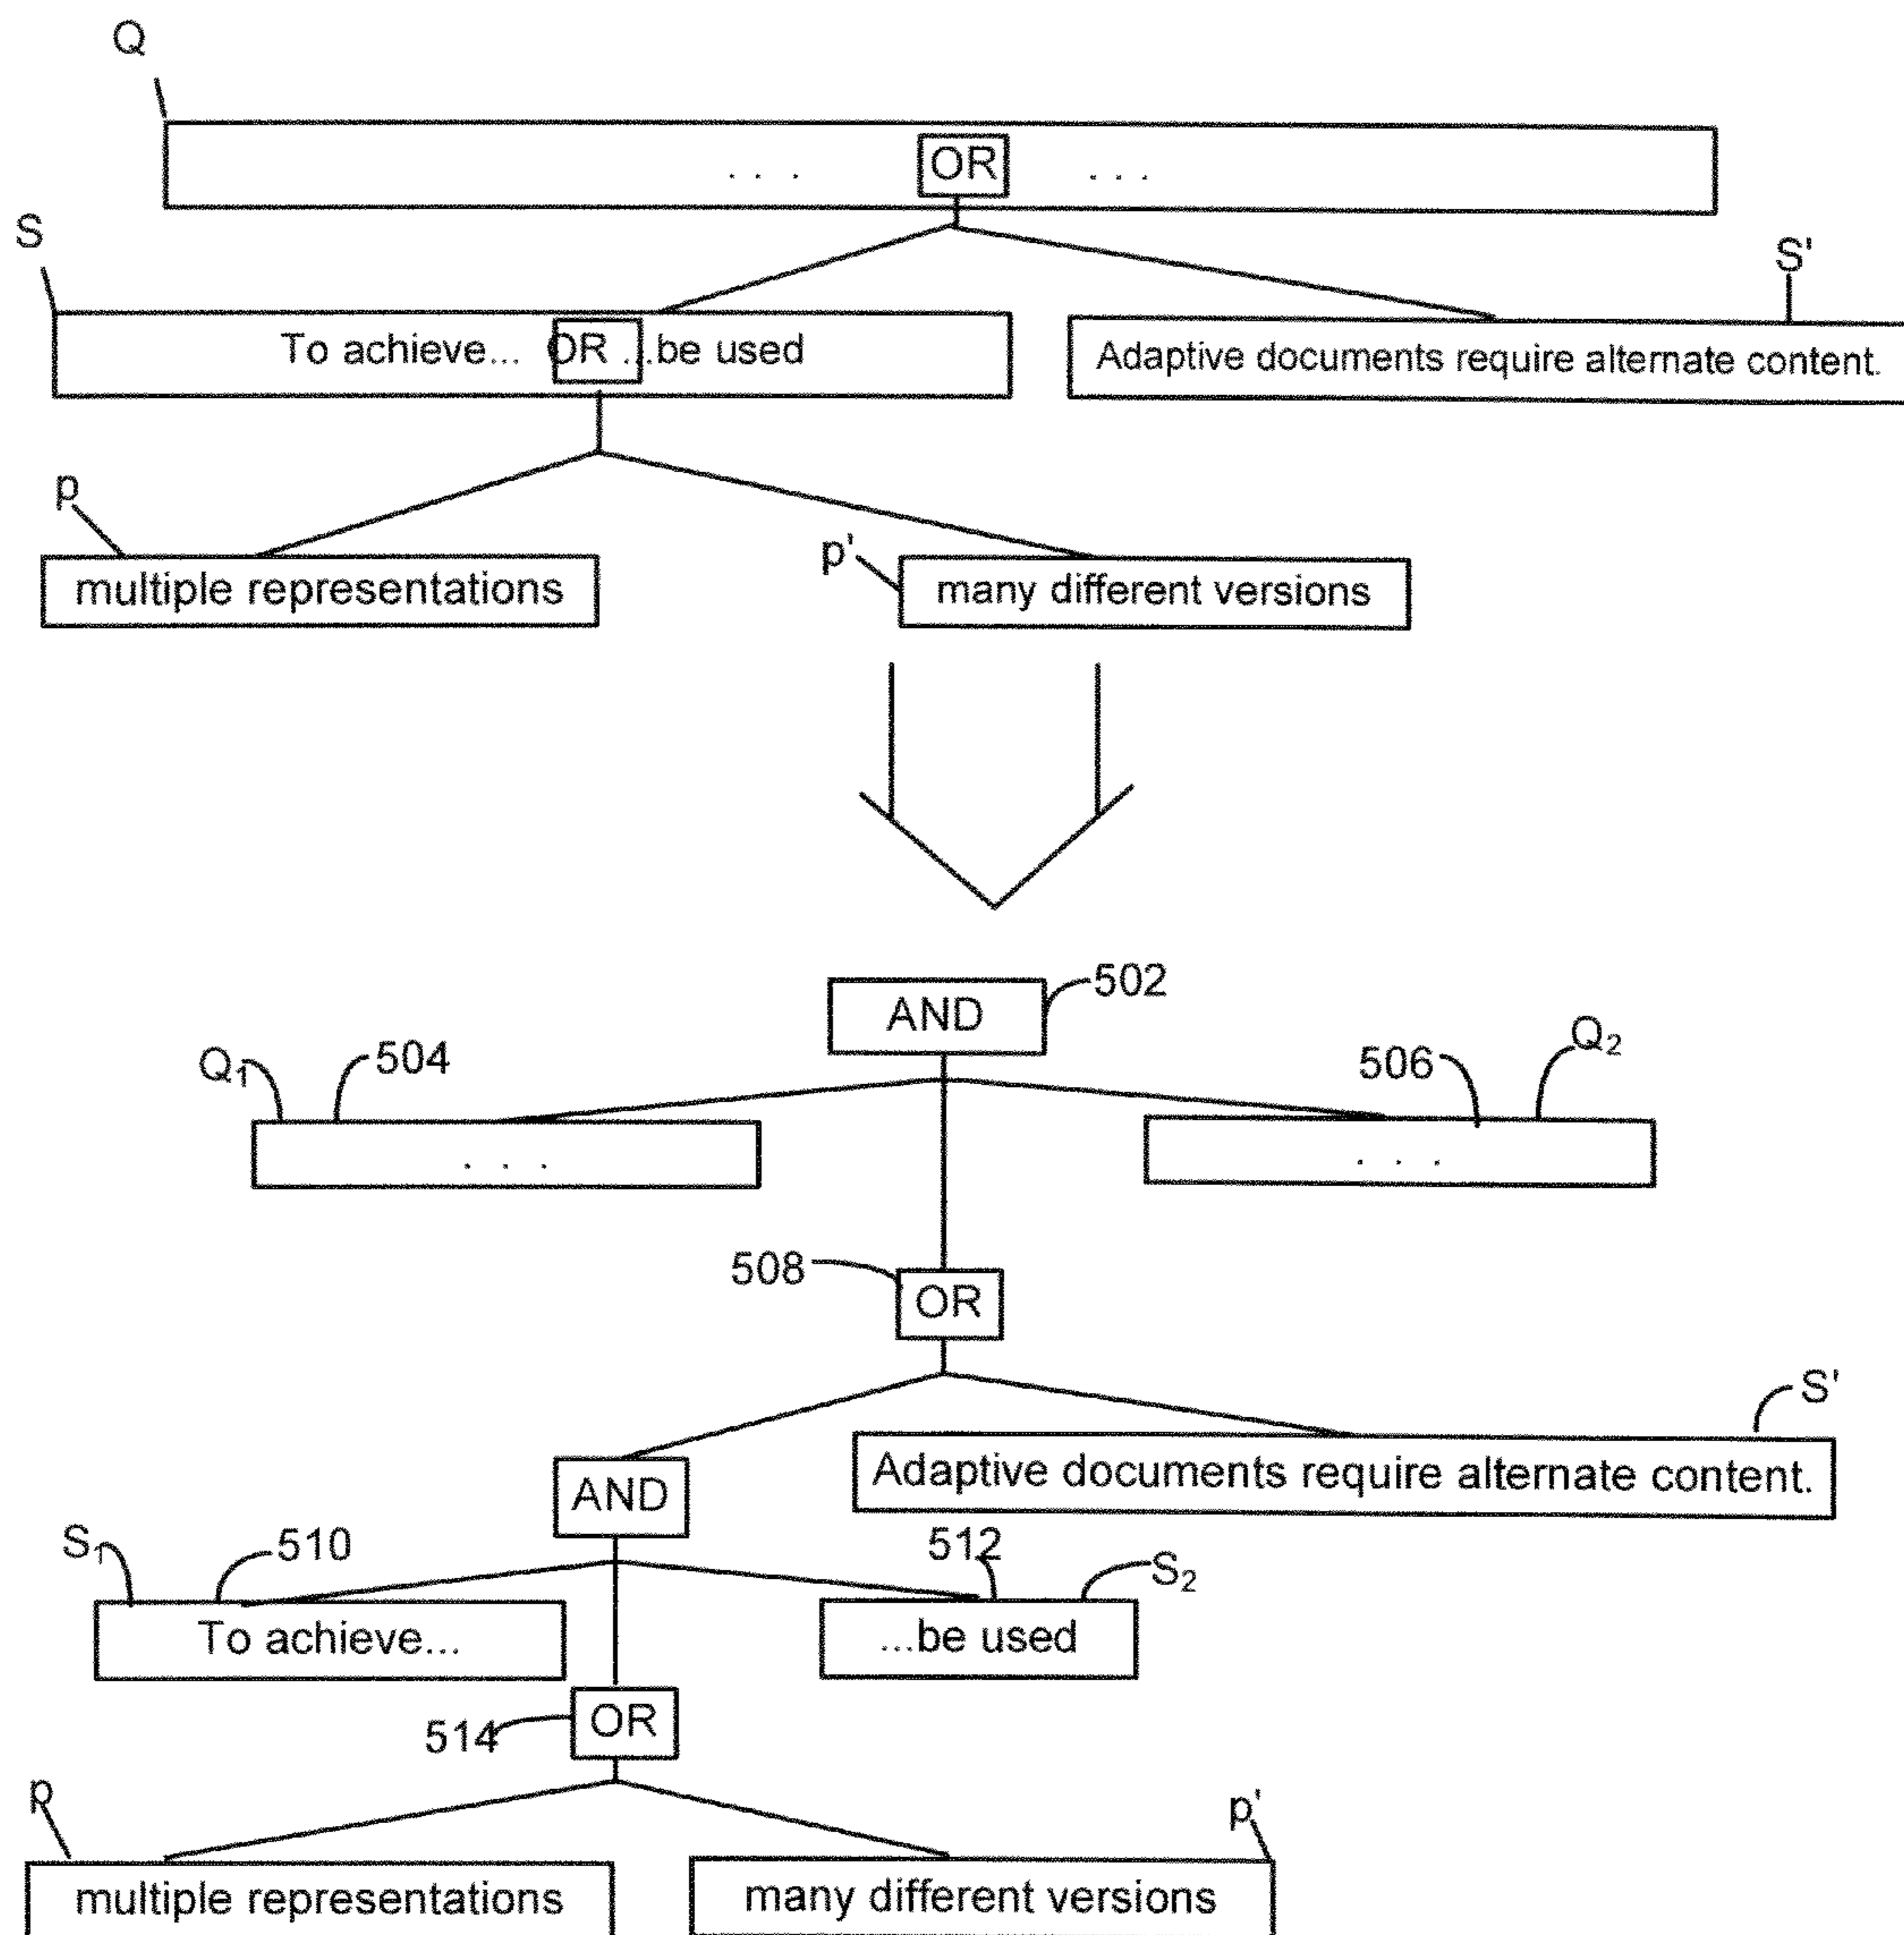 Q
. . . OR . . .
S
S'
To achieve... OR ...be used
Adaptive documents require alternate content.
p
p'
multiple representations
many different versions
AND
502
Q₁
504
506
Q₂
. . .
. . .
508
OR
S'
AND
Adaptive documents require alternate content.
S₁
510
512
S₂
To achieve...
...be used
514
OR
p
p'
multiple representations
many different versions